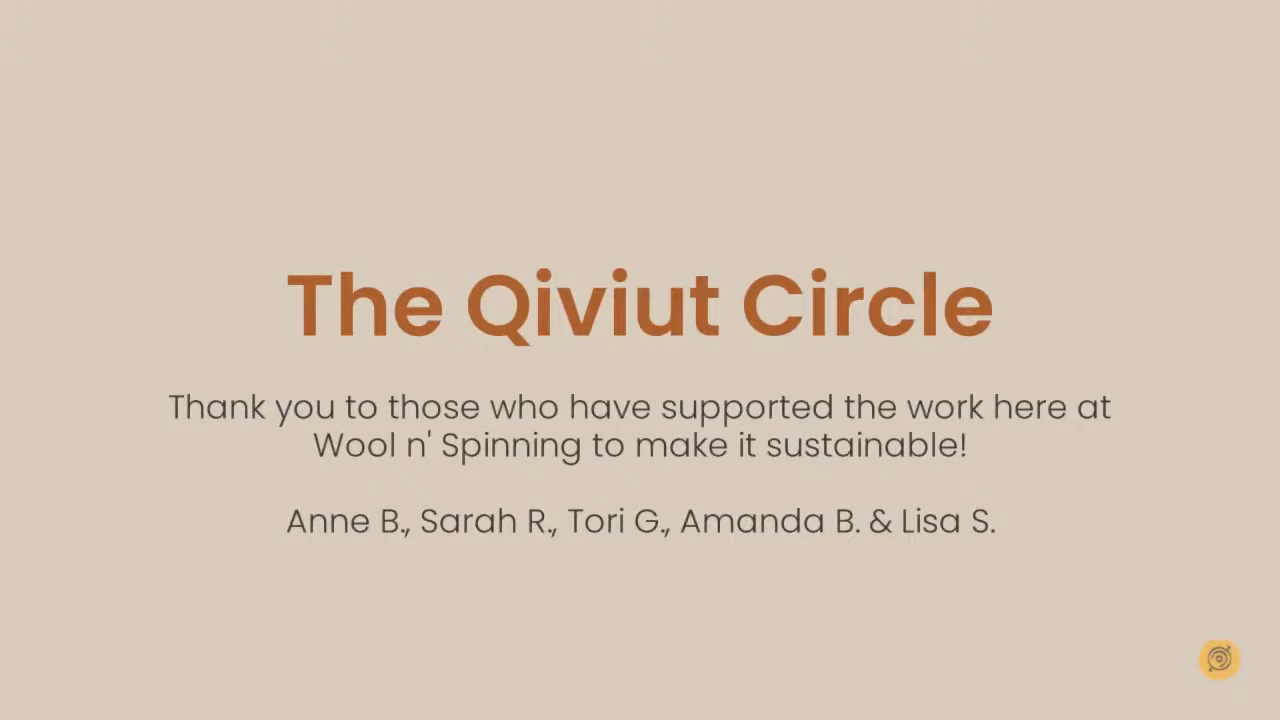 The Qiviut Circle
Thank you to those who have supported the work here at
Wool n' Spinning to make it sustainable!
Anne B., Sarah R., Tori G., Amanda B. & Lisa S.